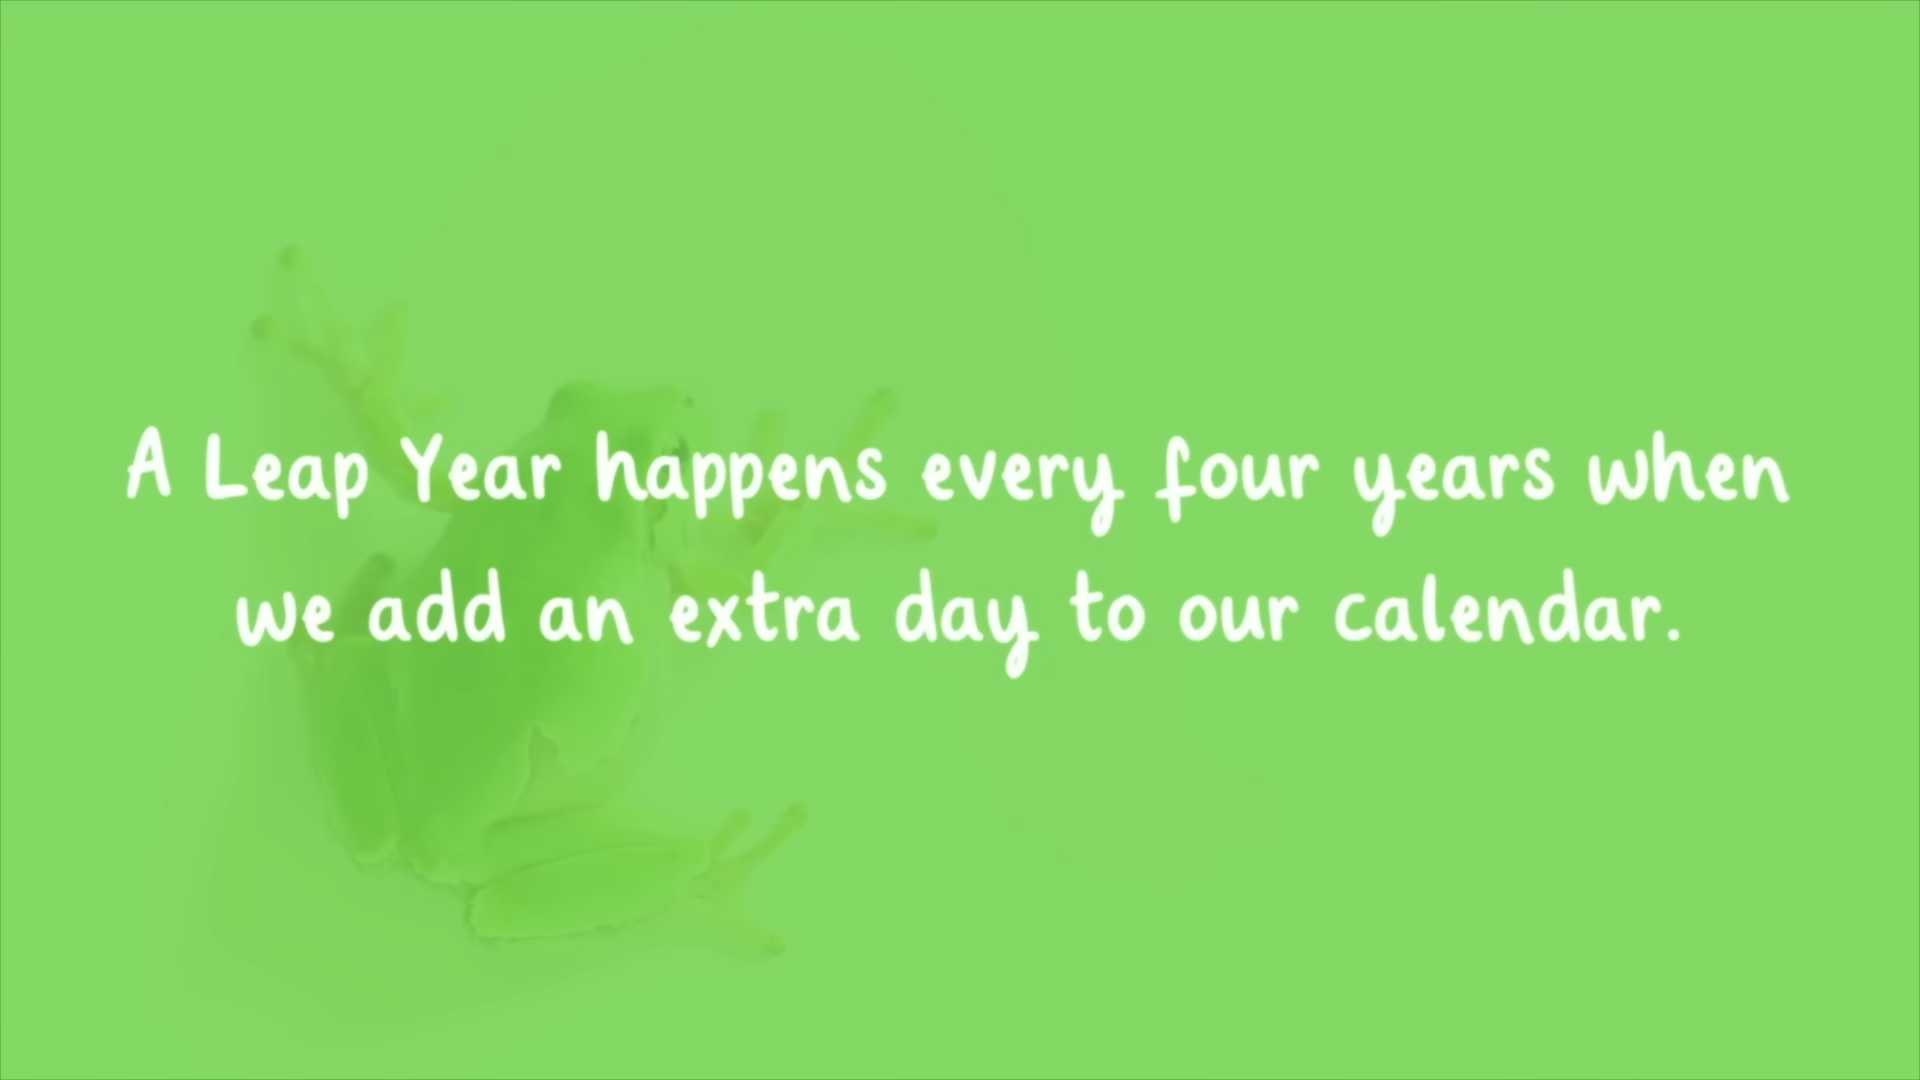 A Leap Year happens every four years when
we add an extra day to our calendar.